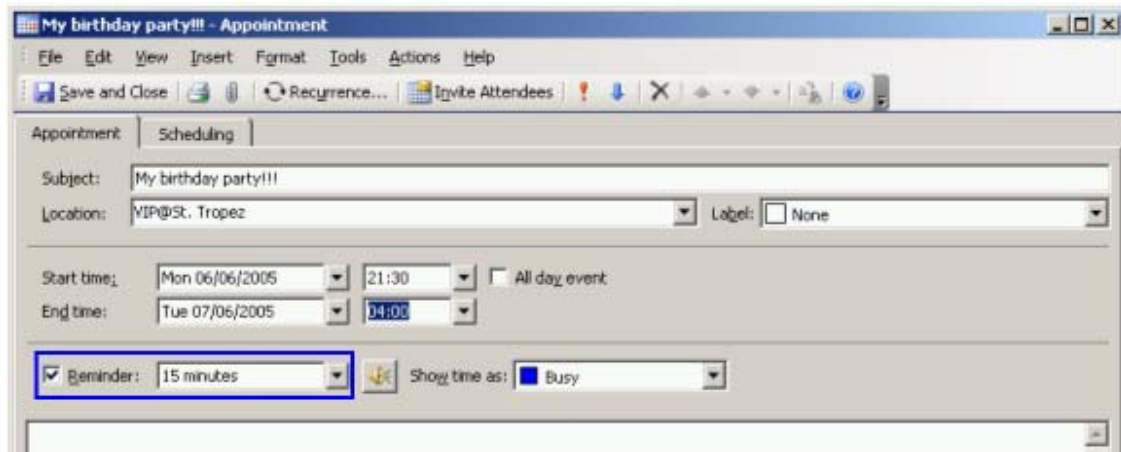 My birthday party!!! - Appointment
File Edit View Insert Format Tools Actions Help
Save and Close Recurrence... Invite Attendees
Appointment Scheduling
Subject: My birthday party!!!
Location: VIP@St. Tropez Label: None
Start time: Mon 06/06/2005 21:30 All day event
End time: Tue 07/06/2005 04:00
Reminder: 15 minutes Show time as: Busy